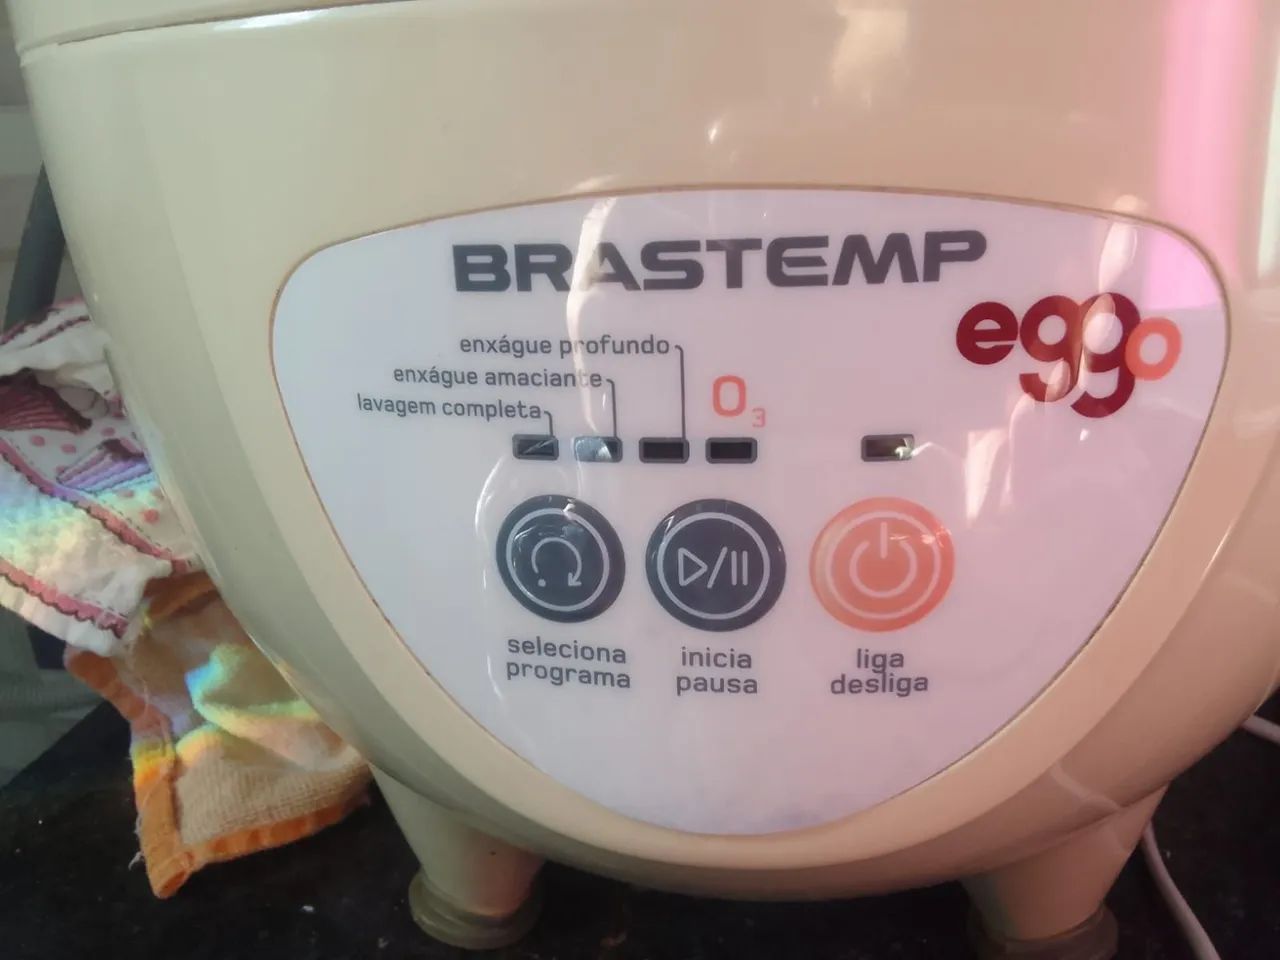 BRASTEMP
eggo
enxágue profundo
enxágue amaciante
lavagem completa
O3
seleciona
programa
inicia
pausa
liga
desliga